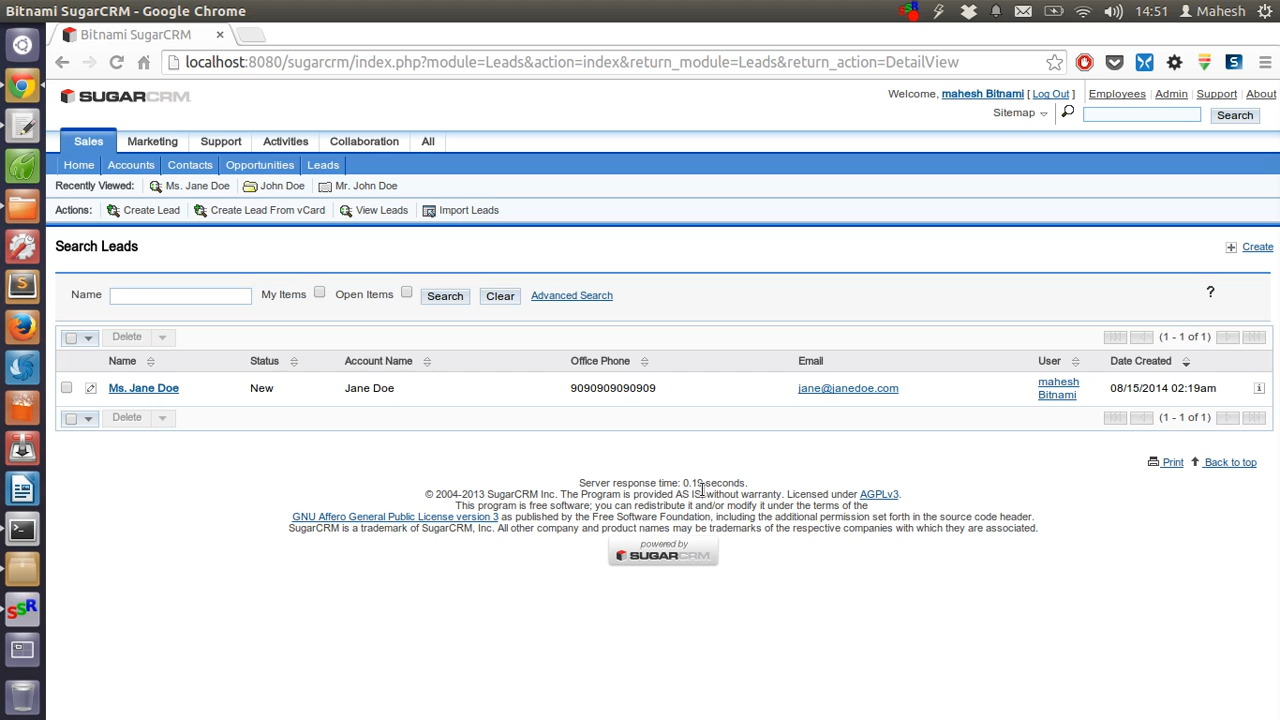 Bitnami SugarCRM - Google Chrome 14:51 Mahesh
Bitnami SugarCRM ×
localhost:8080/sugarcrm/index.php?module=Leads&action=index&return_module=Leads&return_action=DetailView
SUGARCRM Welcome, mahesh Bitnami [ Log Out ] Employees Admin Support About
Sitemap Search
Sales Marketing Support Activities Collaboration All
Home Accounts Contacts Opportunities Leads
Recently Viewed: Ms. Jane Doe John Doe Mr. John Doe
Actions: Create Lead Create Lead From vCard View Leads Import Leads
Search Leads Create
Name My Items Open Items Search Clear Advanced Search ?
Delete (1 - 1 of 1)
Name Status Account Name Office Phone Email User Date Created
Ms. Jane Doe New Jane Doe 9090909090909 jane@janedoe.com mahesh Bitnami 08/15/2014 02:19am
Delete (1 - 1 of 1)
Print Back to top
Server response time: 0.19 seconds.
© 2004-2013 SugarCRM Inc. The Program is provided AS IS, without warranty. Licensed under AGPLv3.
This program is free software; you can redistribute it and/or modify it under the terms of the
GNU Affero General Public License version 3 as published by the Free Software Foundation, including the additional permission set forth in the source code header.
SugarCRM is a trademark of SugarCRM, Inc. All other company and product names may be trademarks of the respective companies with which they are associated.
powered by
SUGARCRM
SSR